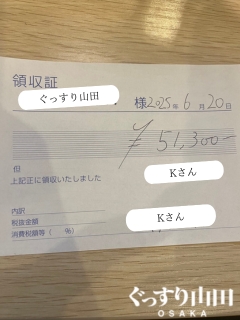 領収証
ぐっすり山田 様 2025年 6月 20日
¥51,300-
但
Kさん
上記正に領収いたしました
内訳
税抜金額
Kさん
消費税額等( %)
ぐっすり山田
OSAKA